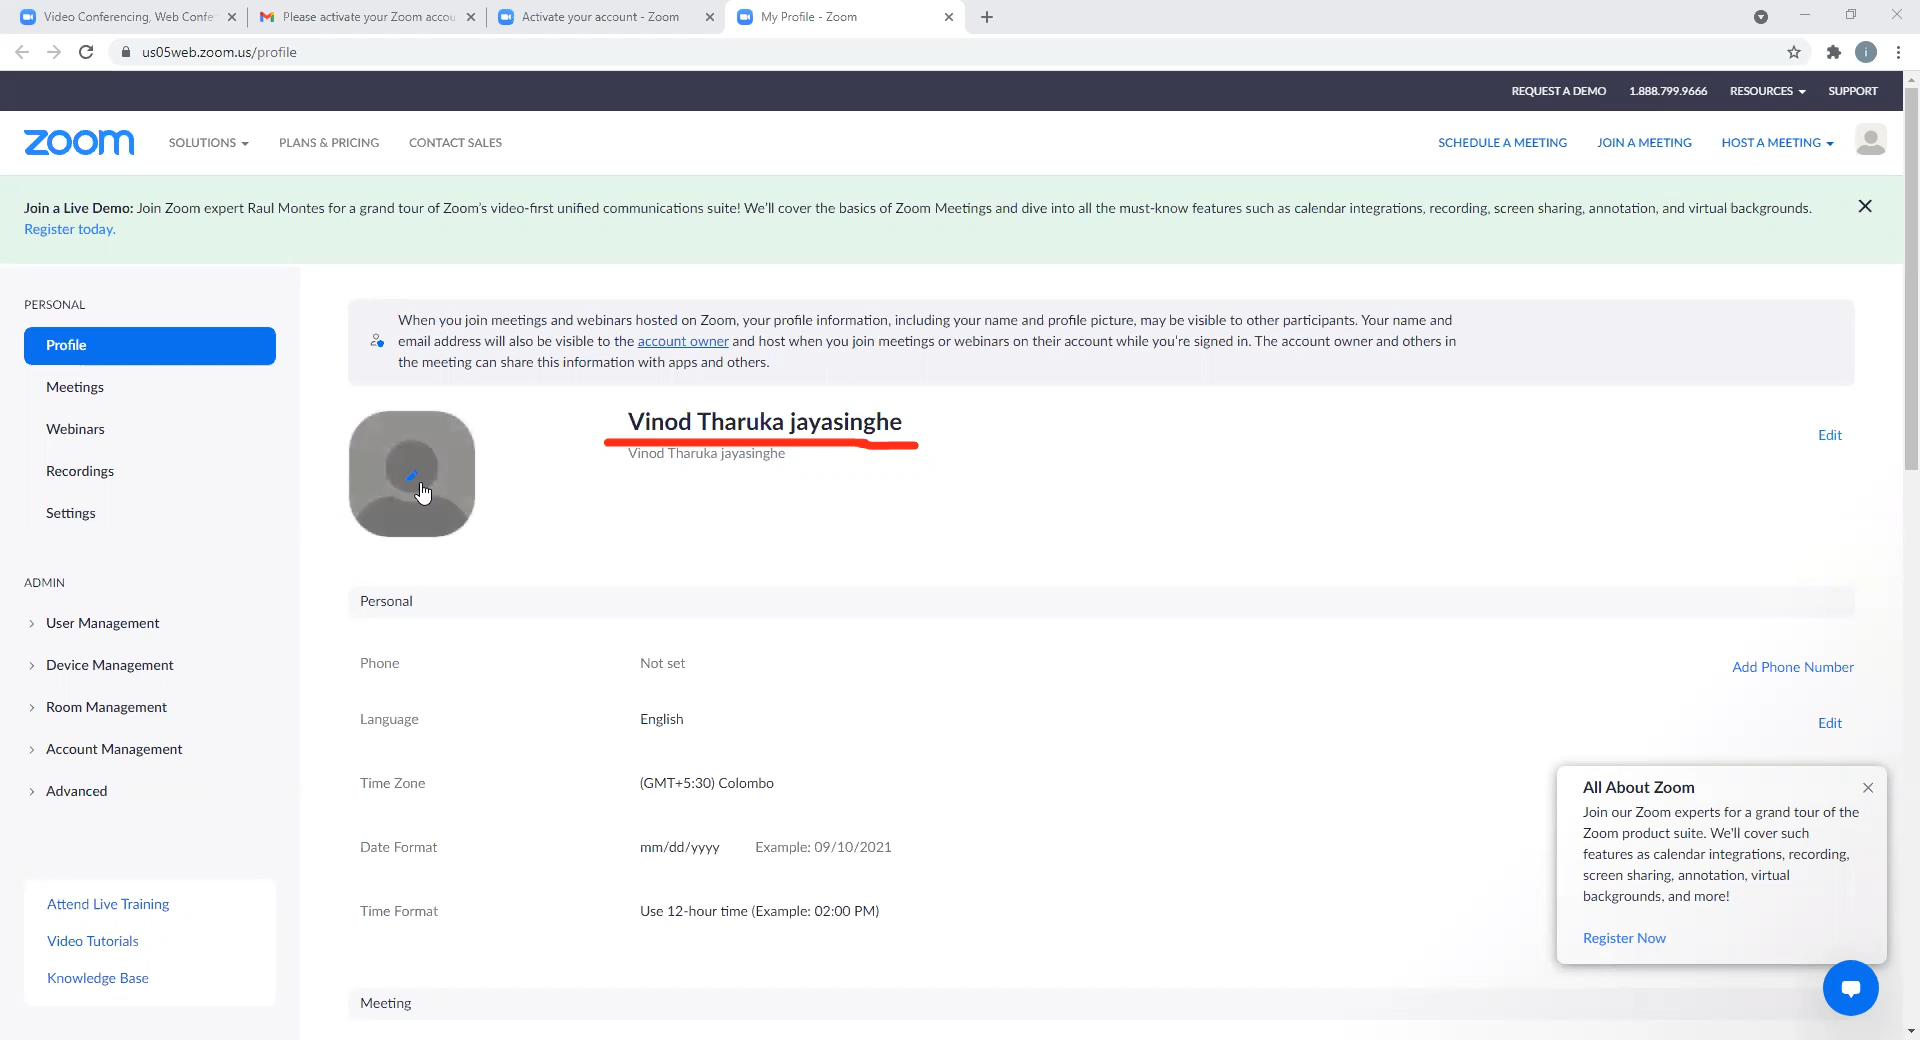 Video Conferencing, Web Confe
Please activate your Zoom accou
Activate your account - Zoom
My Profile - Zoom
us05web.zoom.us/profile
i
REQUEST A DEMO
1.888.799.9666
RESOURCES
SUPPORT
zoom
SOLUTIONS
PLANS & PRICING
CONTACT SALES
SCHEDULE A MEETING
JOIN A MEETING
HOST A MEETING
Join a Live Demo: Join Zoom expert Raul Montes for a grand tour of Zoom's video-first unified communications suite! We'll cover the basics of Zoom Meetings and dive into all the must-know features such as calendar integrations, recording, screen sharing, annotation, and virtual backgrounds.
Register today.
PERSONAL
Profile
Meetings
Webinars
Recordings
Settings
ADMIN
User Management
Device Management
Room Management
Account Management
Advanced
Attend Live Training
Video Tutorials
Knowledge Base
When you join meetings and webinars hosted on Zoom, your profile information, including your name and profile picture, may be visible to other participants. Your name and
email address will also be visible to the account owner and host when you join meetings or webinars on their account while you're signed in. The account owner and others in
the meeting can share this information with apps and others.
Vinod Tharuka jayasinghe
Vinod Tharuka jayasinghe
Edit
Personal
Phone
Not set
Add Phone Number
Language
English
Edit
Time Zone
(GMT+5:30) Colombo
Date Format
mm/dd/yyyy
Example: 09/10/2021
Time Format
Use 12-hour time (Example: 02:00 PM)
Meeting
All About Zoom
Join our Zoom experts for a grand tour of the
Zoom product suite. We'll cover such
features as calendar integrations, recording,
screen sharing, annotation, virtual
backgrounds, and more!
Register Now